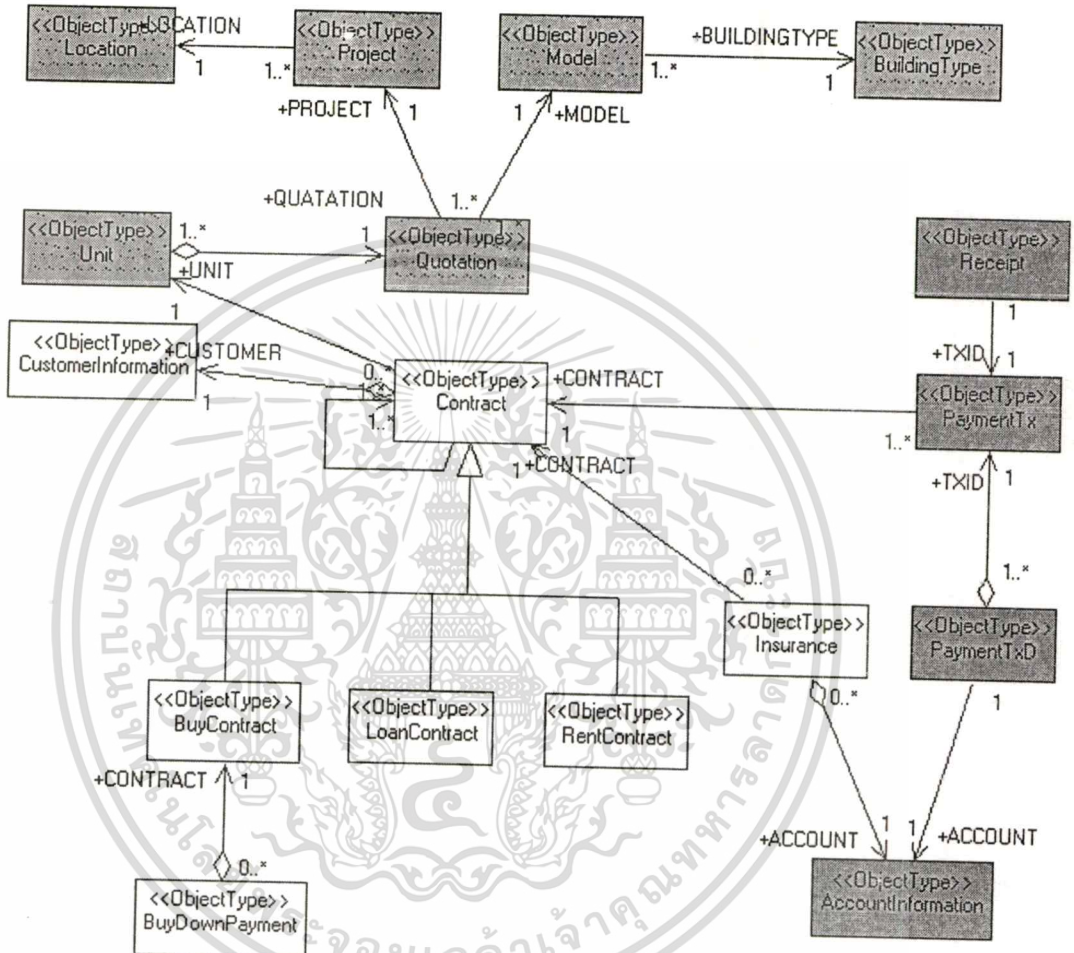 <<ObjectType>>
Location
+LOCATION
1
<<ObjectType>>
Project
1..*
<<ObjectType>>
Model
1..*
+BUILDINGTYPE
1
<<ObjectType>>
BuildingType
+PROJECT
1
1
+MODEL
<<ObjectType>>
Unit
1..*
+QUATATION
1
1..*
1..*
<<ObjectType>>
Quotation
+UNIT
1
<<ObjectType>>
Receipt
1
+TXID
1
<<ObjectType>>
CustomerInformation
+CUSTOMER
1
0..*
1..*
1..*
<<ObjectType>>
Contract
+CONTRACT
1
1..*
<<ObjectType>>
PaymentTx
+TXID
1
1
+CONTRACT
0..*
1..*
<<ObjectType>>
Insurance
0..*
<<ObjectType>>
PaymentTxD
1
<<ObjectType>>
BuyContract
<<ObjectType>>
LoanContract
<<ObjectType>>
RentContract
+CONTRACT
1
0..*
<<ObjectType>>
BuyDownPayment
+ACCOUNT
1
1
+ACCOUNT
<<ObjectType>>
AccountInformation